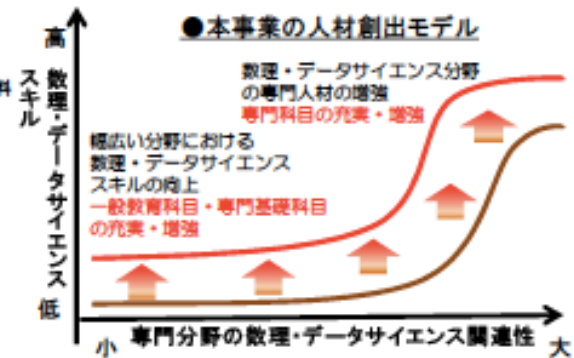 ●本事業の人材創出モデル
高
数理・データサイエンス
スキル
料
低
数理・データサイエンス分野
の専門人材の増強
専門科目の充実・増強
幅広い分野における
数理・データサイエンス
スキルの向上
一般教育科目・専門基礎科目
の充実・増強
小
専門分野の数理・データサイエンス関連性
大